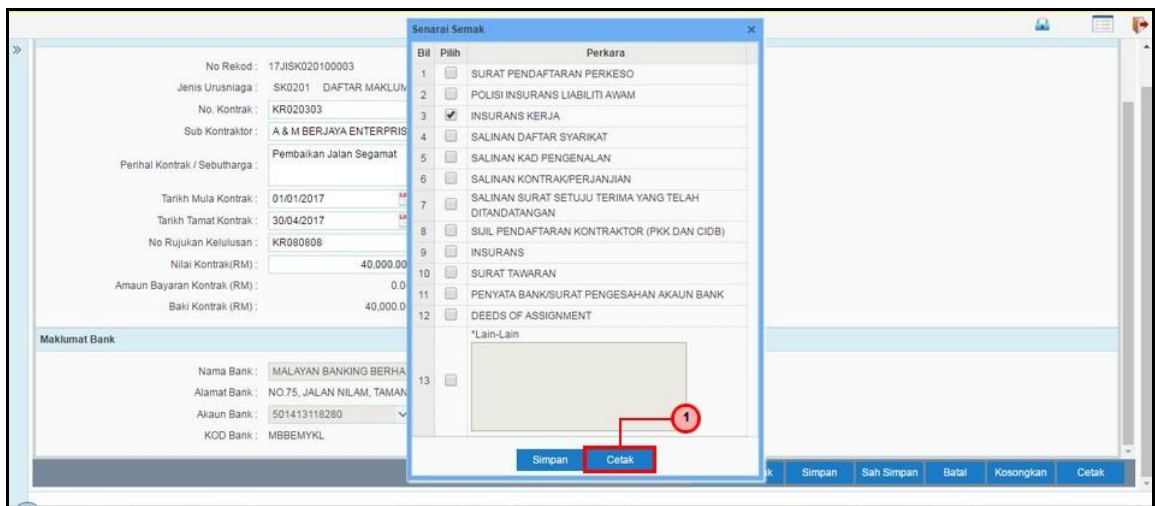 Senarai Semak
Bil Pilih Perkara
1 SURAT PENDAFTARAN PERKESO
2 POLISI INSURANS LIABILITI AWAM
3 INSURANS KERJA
4 SALINAN DAFTAR SYARIKAT
5 SALINAN KAD PENGENALAN
6 SALINAN KONTRAK/PERJANJIAN
7 SALINAN SURAT SETUJU TERIMA YANG TELAH
DITANDATANGAN
8 SIJIL PENDAFTARAN KONTRAKTOR (PKK DAN CIDB)
9 INSURANS
10 SURAT TAWARAN
11 PENYATA BANK/SURAT PENGESAHAN AKAUN BANK
12 DEEDS OF ASSIGNMENT
*Lain-Lain
13
1
Simpan Cetak
No Rekod : 17JISK020100003
Jenis Urusniaga : SK0201 DAFTAR MAKLUM
No. Kontrak : KR020303
Sub Kontraktor : A & M BERJAYA ENTERPRIS
Perihal Kontrak / Sebutharga : Pembaikan Jalan Segamat
Tarikh Mula Kontrak : 01/01/2017
Tarikh Tamat Kontrak : 30/04/2017
No Rujukan Kelulusan : KR080808
Nilai Kontrak(RM) : 40,000.00
Amaun Bayaran Kontrak (RM) : 0.0
Baki Kontrak (RM) : 40,000.0
Maklumat Bank
Nama Bank : MALAYAN BANKING BERHA
Alamat Bank : NO.75, JALAN NILAM, TAMAN
Akaun Bank : 501413118280
KOD Bank : MBBEMYKL
Simpan Sah Simpan Batal Kosongkan Cetak